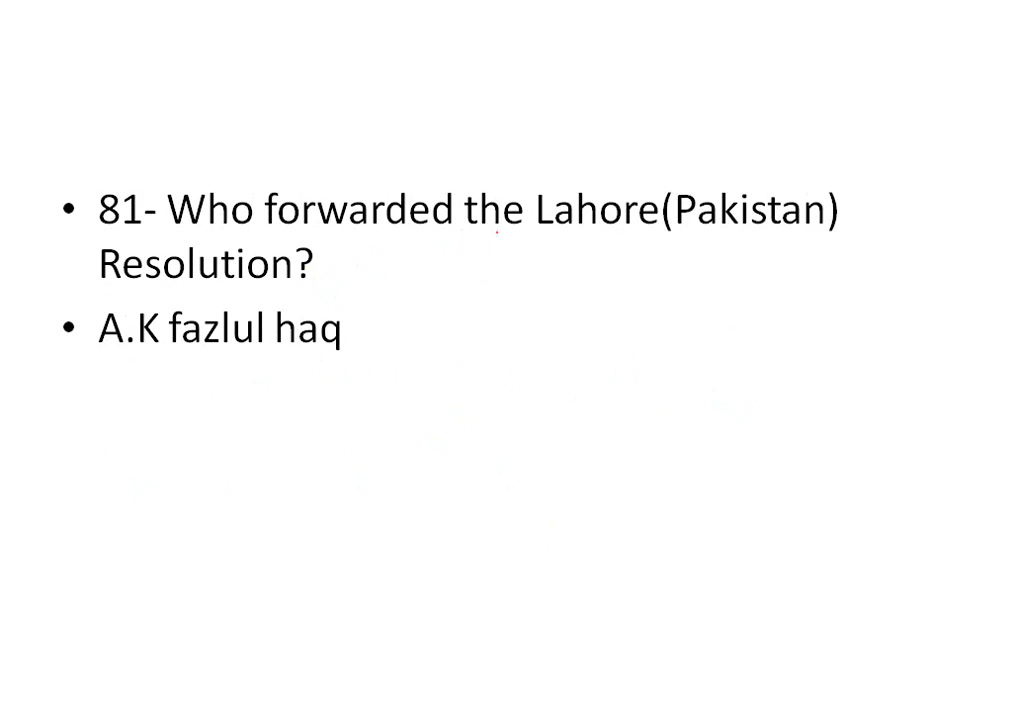 • 81- Who forwarded the Lahore(Pakistan)
Resolution?
• A.K fazlul haq